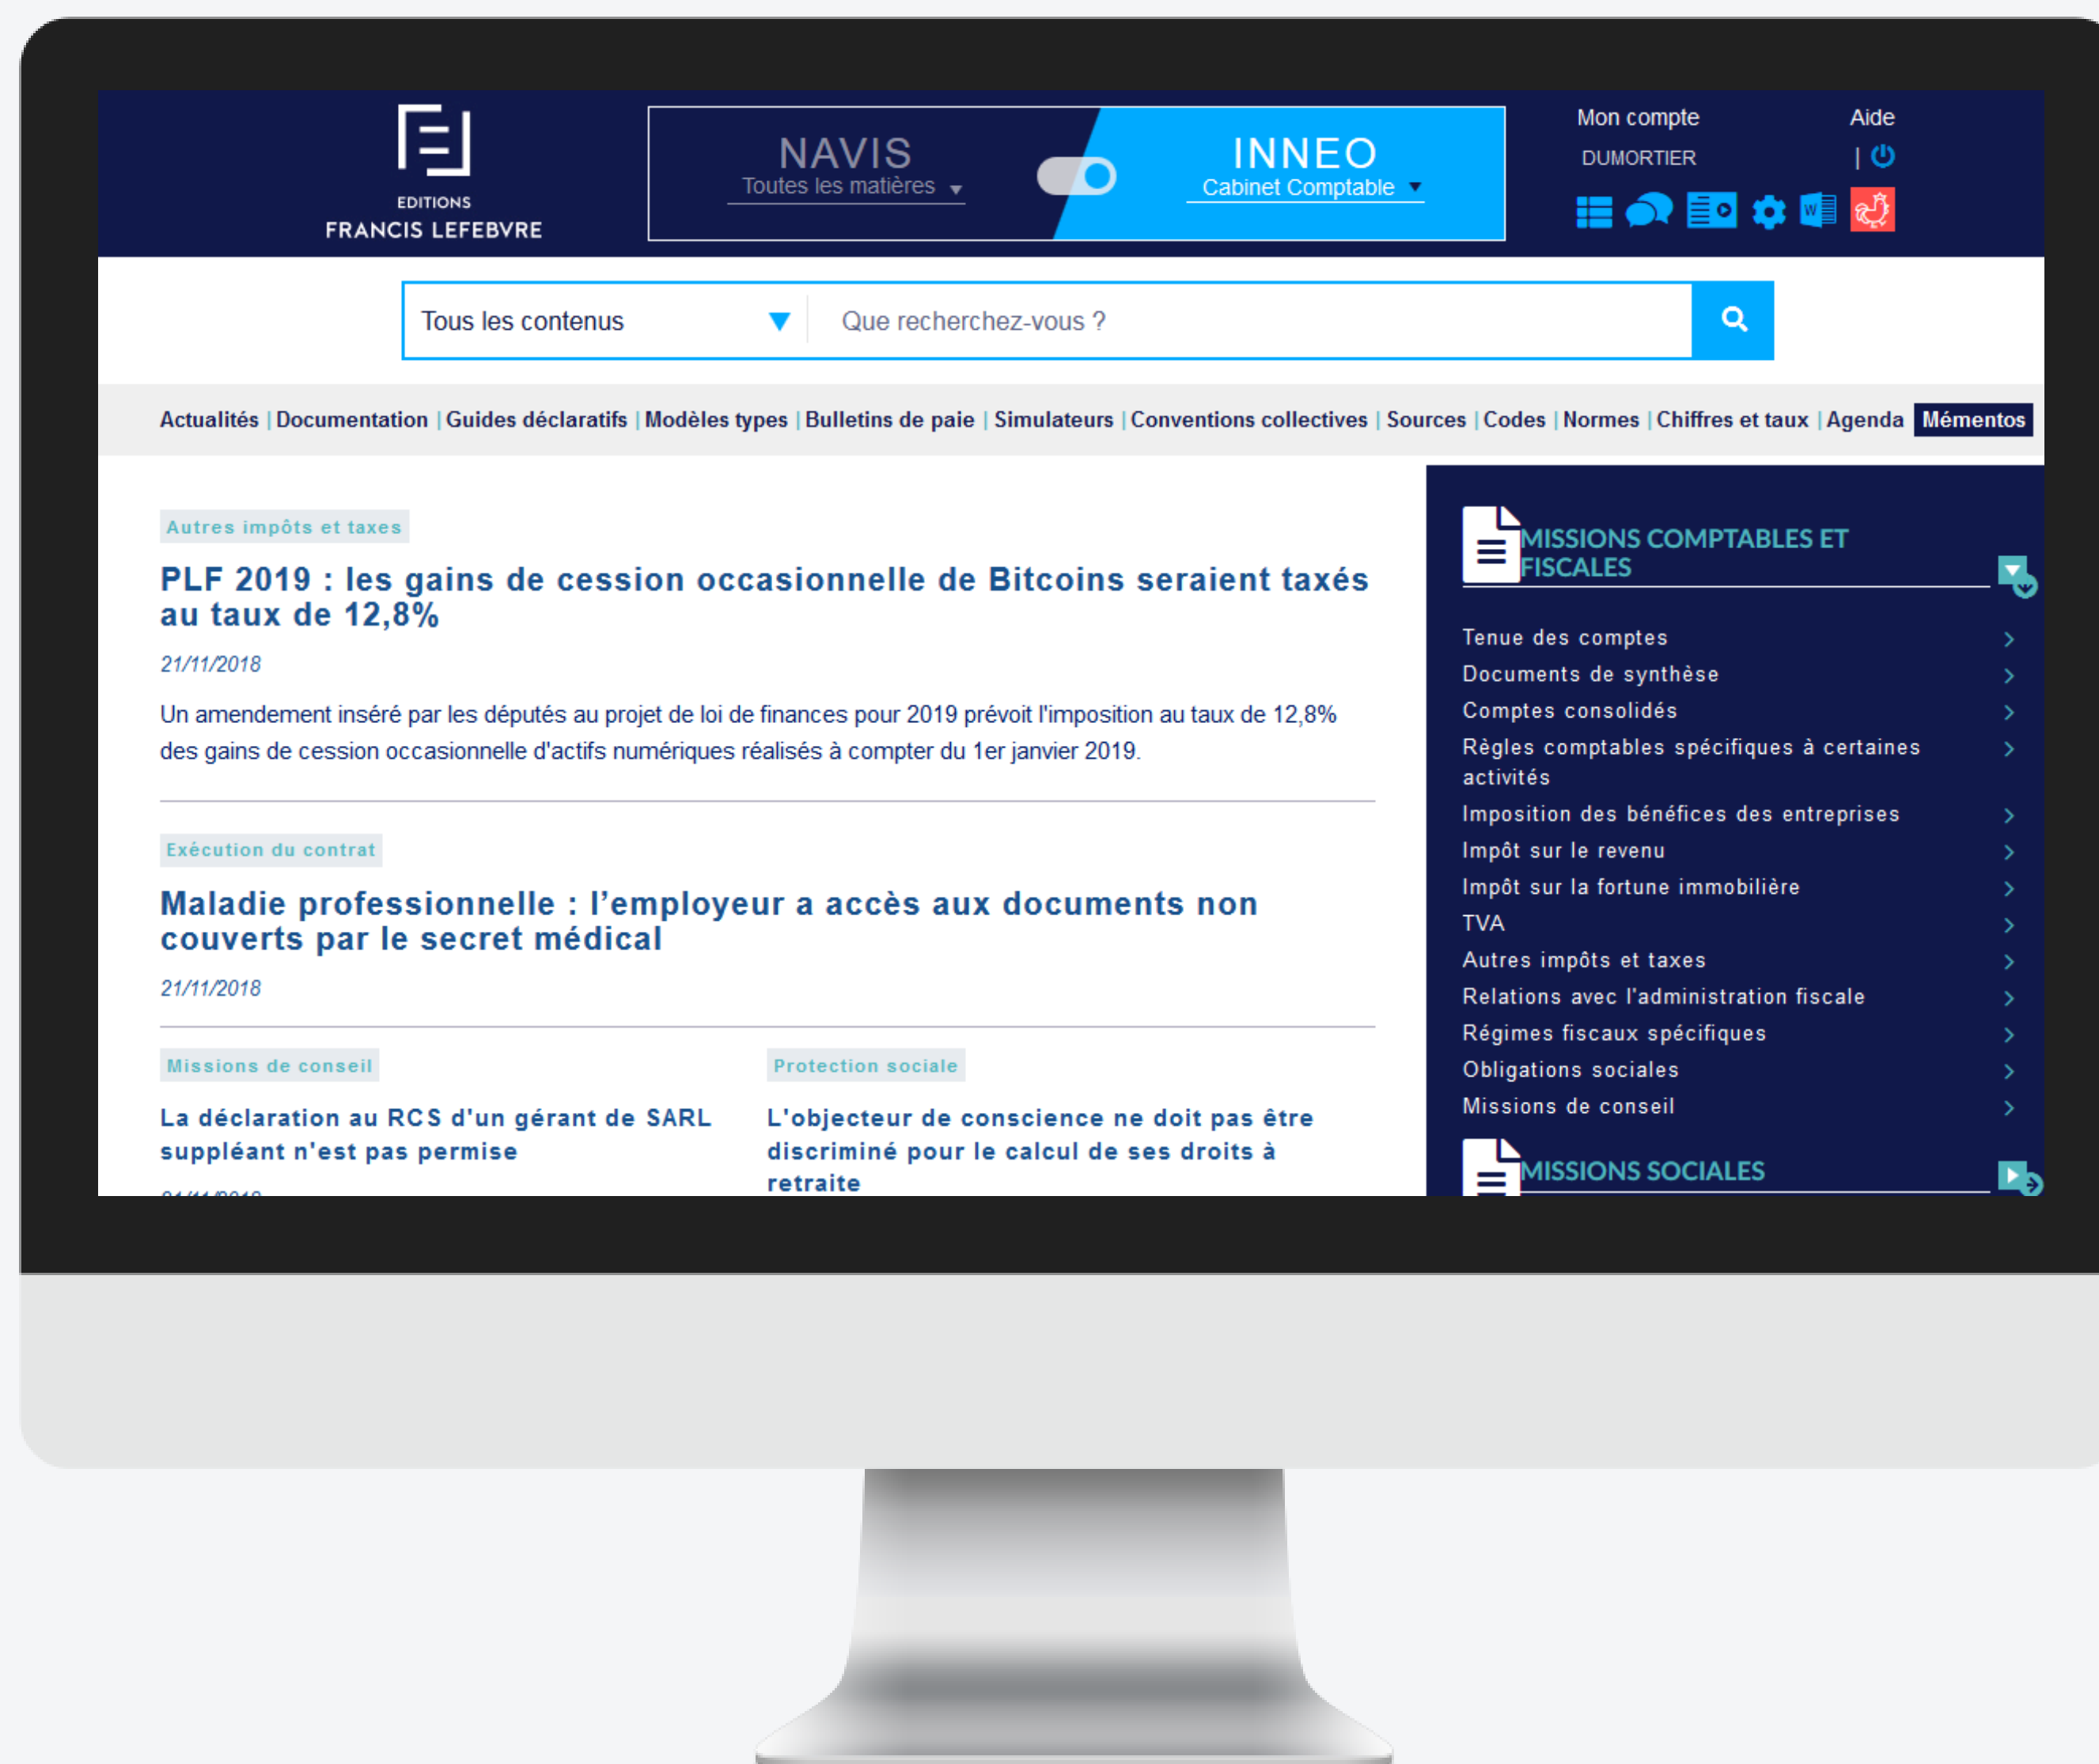 EDITIONS
FRANCIS LEFEBVRE
NAVIS
Toutes les matières
INNEO
Cabinet Comptable
Mon compte
Aide
DUMORTIER
|
W
Tous les contenus
Que recherchez-vous ?
Actualités | Documentation | Guides déclaratifs | Modèles types | Bulletins de paie | Simulateurs | Conventions collectives | Sources | Codes | Normes | Chiffres et taux | Agenda Mémentos
Autres impôts et taxes
PLF 2019 : les gains de cession occasionnelle de Bitcoins seraient taxés
au taux de 12,8%
21/11/2018
Un amendement inséré par les députés au projet de loi de finances pour 2019 prévoit l'imposition au taux de 12,8%
des gains de cession occasionnelle d'actifs numériques réalisés à compter du 1er janvier 2019.
Exécution du contrat
Maladie professionnelle : l’employeur a accès aux documents non
couverts par le secret médical
21/11/2018
Missions de conseil
La déclaration au RCS d'un gérant de SARL
suppléant n'est pas permise
Protection sociale
L'objecteur de conscience ne doit pas être
discriminé pour le calcul de ses droits à
retraite
MISSIONS COMPTABLES ET
FISCALES
Tenue des comptes
Documents de synthèse
Comptes consolidés
Règles comptables spécifiques à certaines
activités
Imposition des bénéfices des entreprises
Impôt sur le revenu
Impôt sur la fortune immobilière
TVA
Autres impôts et taxes
Relations avec l'administration fiscale
Régimes fiscaux spécifiques
Obligations sociales
Missions de conseil
MISSIONS SOCIALES